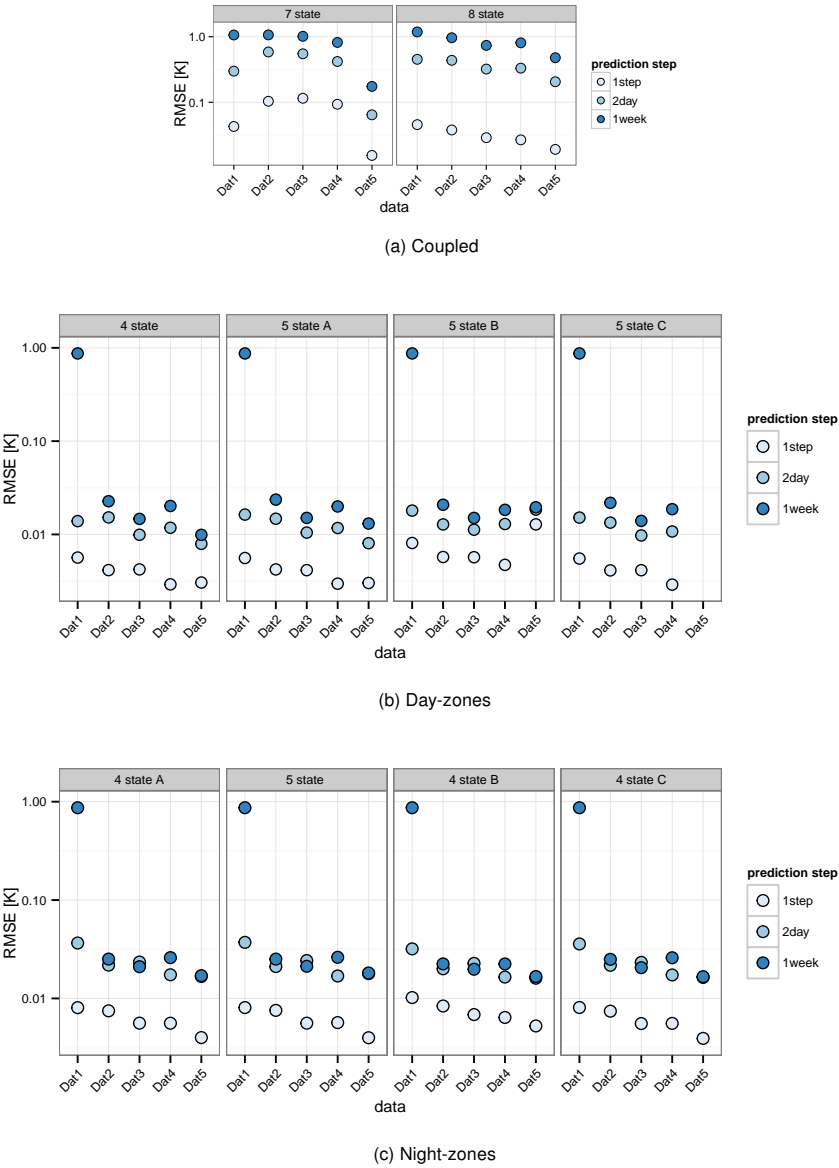 7 state
8 state
RMSE [K]
1.0
0.1
Dat1
Dat2
Dat3
Dat4
Dat5
Dat1
Dat2
Dat3
Dat4
Dat5
data
prediction step
1step
2day
1week
(a) Coupled
4 state
5 state A
5 state B
5 state C
RMSE [K]
1.00
0.10
0.01
Dat1
Dat2
Dat3
Dat4
Dat5
Dat1
Dat2
Dat3
Dat4
Dat5
Dat1
Dat2
Dat3
Dat4
Dat5
Dat1
Dat2
Dat3
Dat4
Dat5
data
prediction step
1step
2day
1week
(b) Day-zones
4 state A
5 state
4 state B
4 state C
RMSE [K]
1.00
0.10
0.01
Dat1
Dat2
Dat3
Dat4
Dat5
Dat1
Dat2
Dat3
Dat4
Dat5
Dat1
Dat2
Dat3
Dat4
Dat5
Dat1
Dat2
Dat3
Dat4
Dat5
data
prediction step
1step
2day
1week
(c) Night-zones